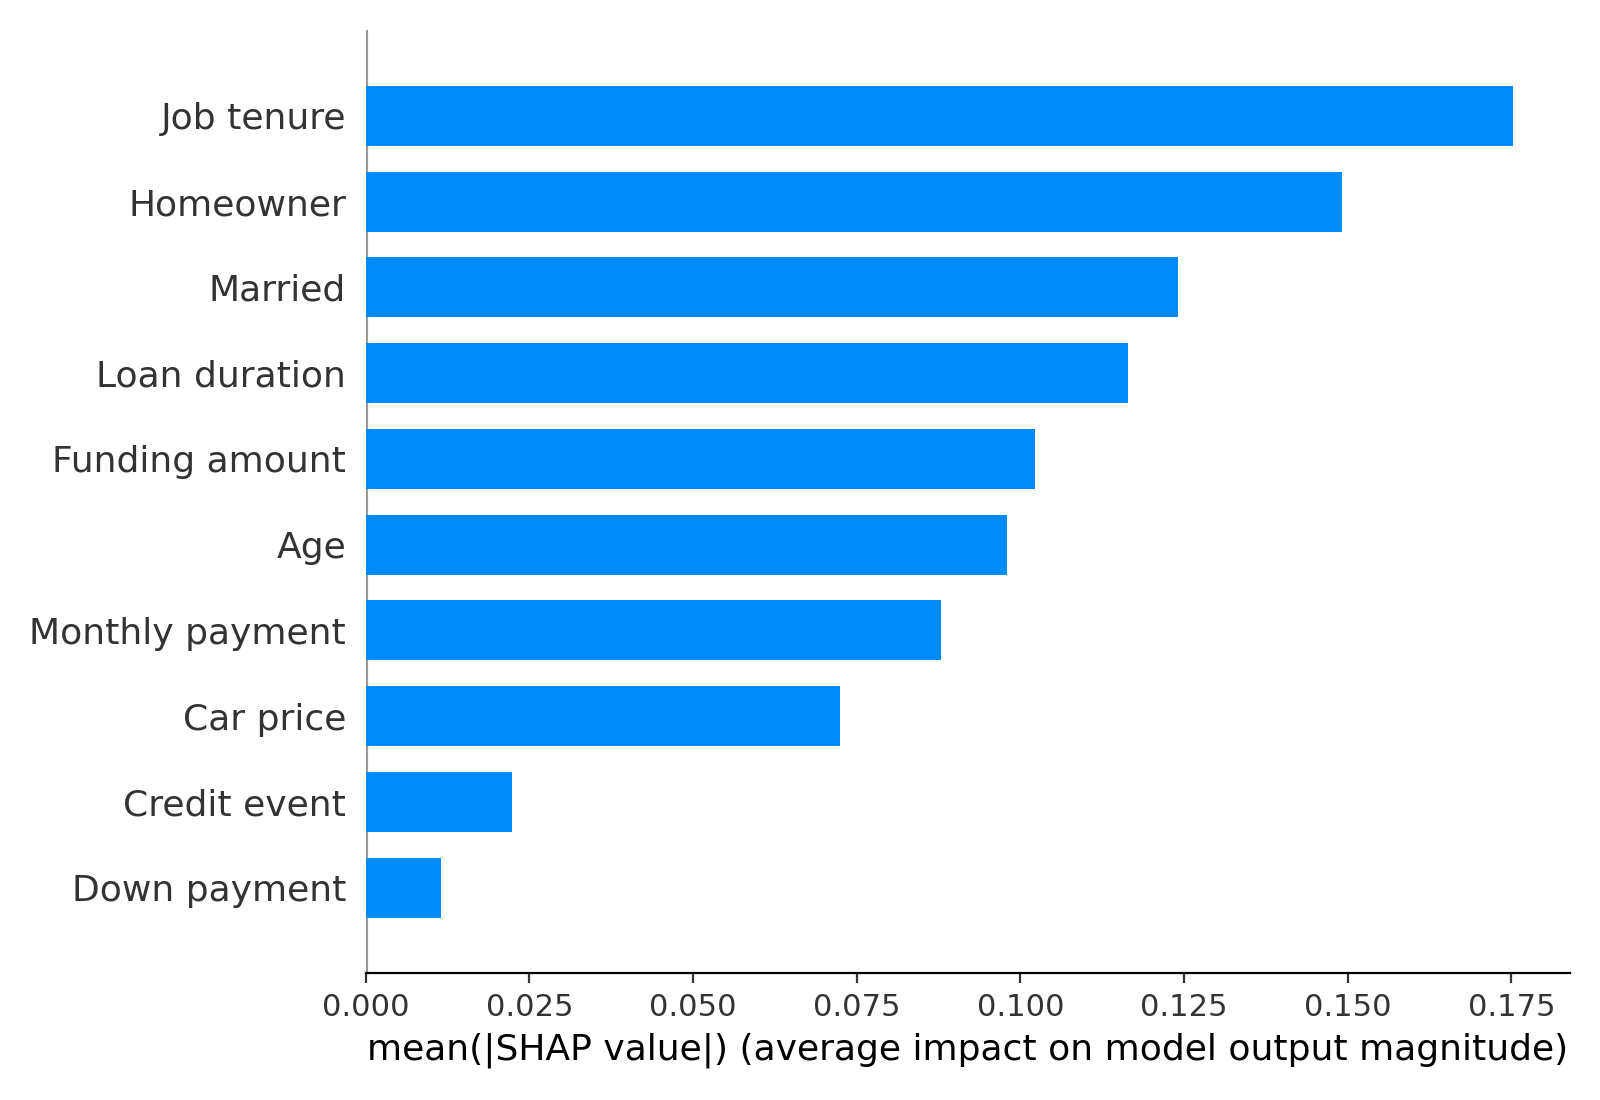 Job tenure
Homeowner
Married
Loan duration
Funding amount
Age
Monthly payment
Car price
Credit event
Down payment
0.000 0.025 0.050 0.075 0.100 0.125 0.150 0.175
mean(|SHAP value|) (average impact on model output magnitude)